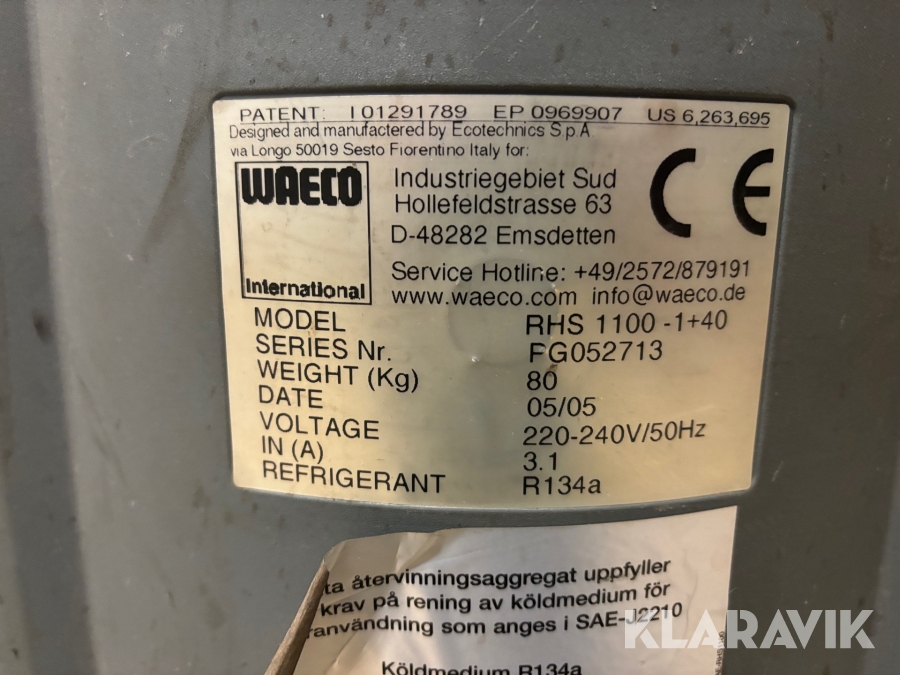 PATENT: I 01291789 EP 0969907 US 6,263,695
Designed and manufactered by Ecotechnics S.p.A
via Longo 50019 Sesto Fiorentino Italy for:
WAECO
International
Industriegebiet Sud
Hollefeldstrasse 63
D-48282 Emsdetten
Service Hotline: +49/2572/879191
www.waeco.com info@waeco.de
CE
MODEL RHS 1100 -1+40
SERIES Nr. FG052713
WEIGHT (Kg) 80
DATE 05/05
VOLTAGE 220-240V/50Hz
IN (A) 3.1
REFRIGERANT R134a
ta återvinningsaggregat uppfyller
krav på rening av köldmedium för
ranvändning som anges i SAE-J2210
Köldmedium R134a
KLARAVIK